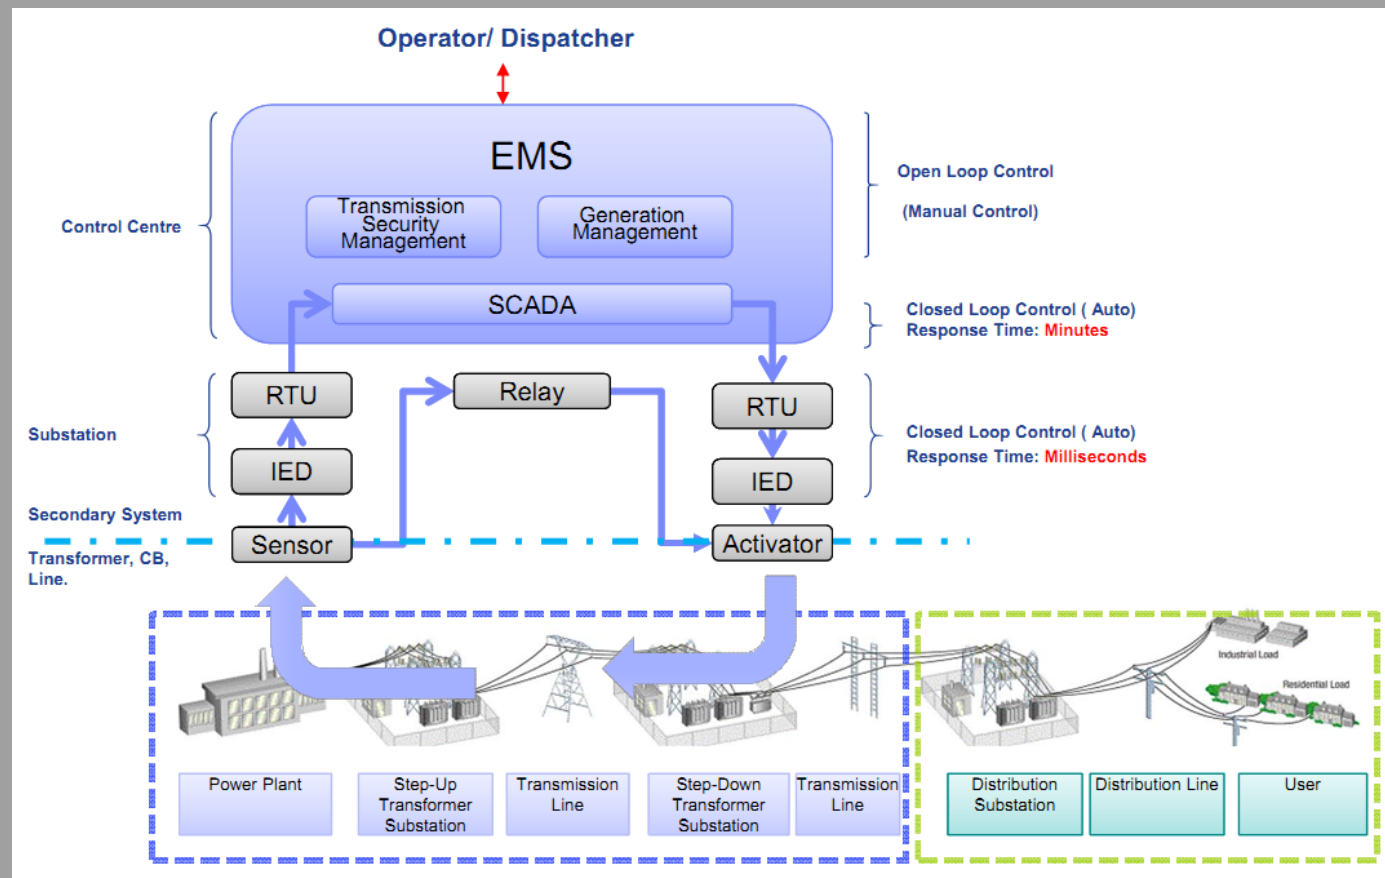 Operator/ Dispatcher
EMS
Transmission
Security
Management
Generation
Management
SCADA
Control Centre
Open Loop Control
(Manual Control)
Closed Loop Control ( Auto)
Response Time: Minutes
RTU
Relay
RTU
Substation
IED
IED
Closed Loop Control ( Auto)
Response Time: Milliseconds
Secondary System
Sensor
Activator
Transformer, CB,
Line.
Industrial Load
Residential Load
Power Plant
Step-Up
Transformer
Substation
Transmission
Line
Step-Down
Transformer
Substation
Transmission
Line
Distribution
Substation
Distribution Line
User